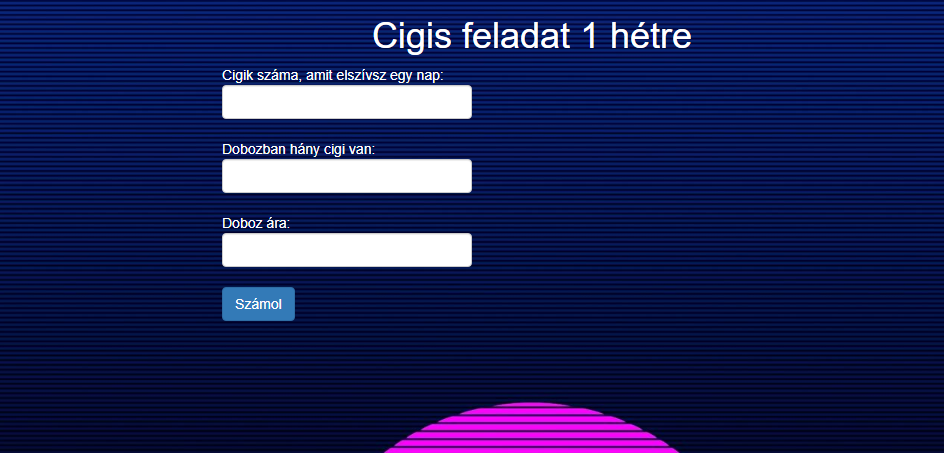 Cigis feladat 1 hétre
Cigik száma, amit elszívsz egy nap:
Dobozban hány cigi van:
Doboz ára:
Számol